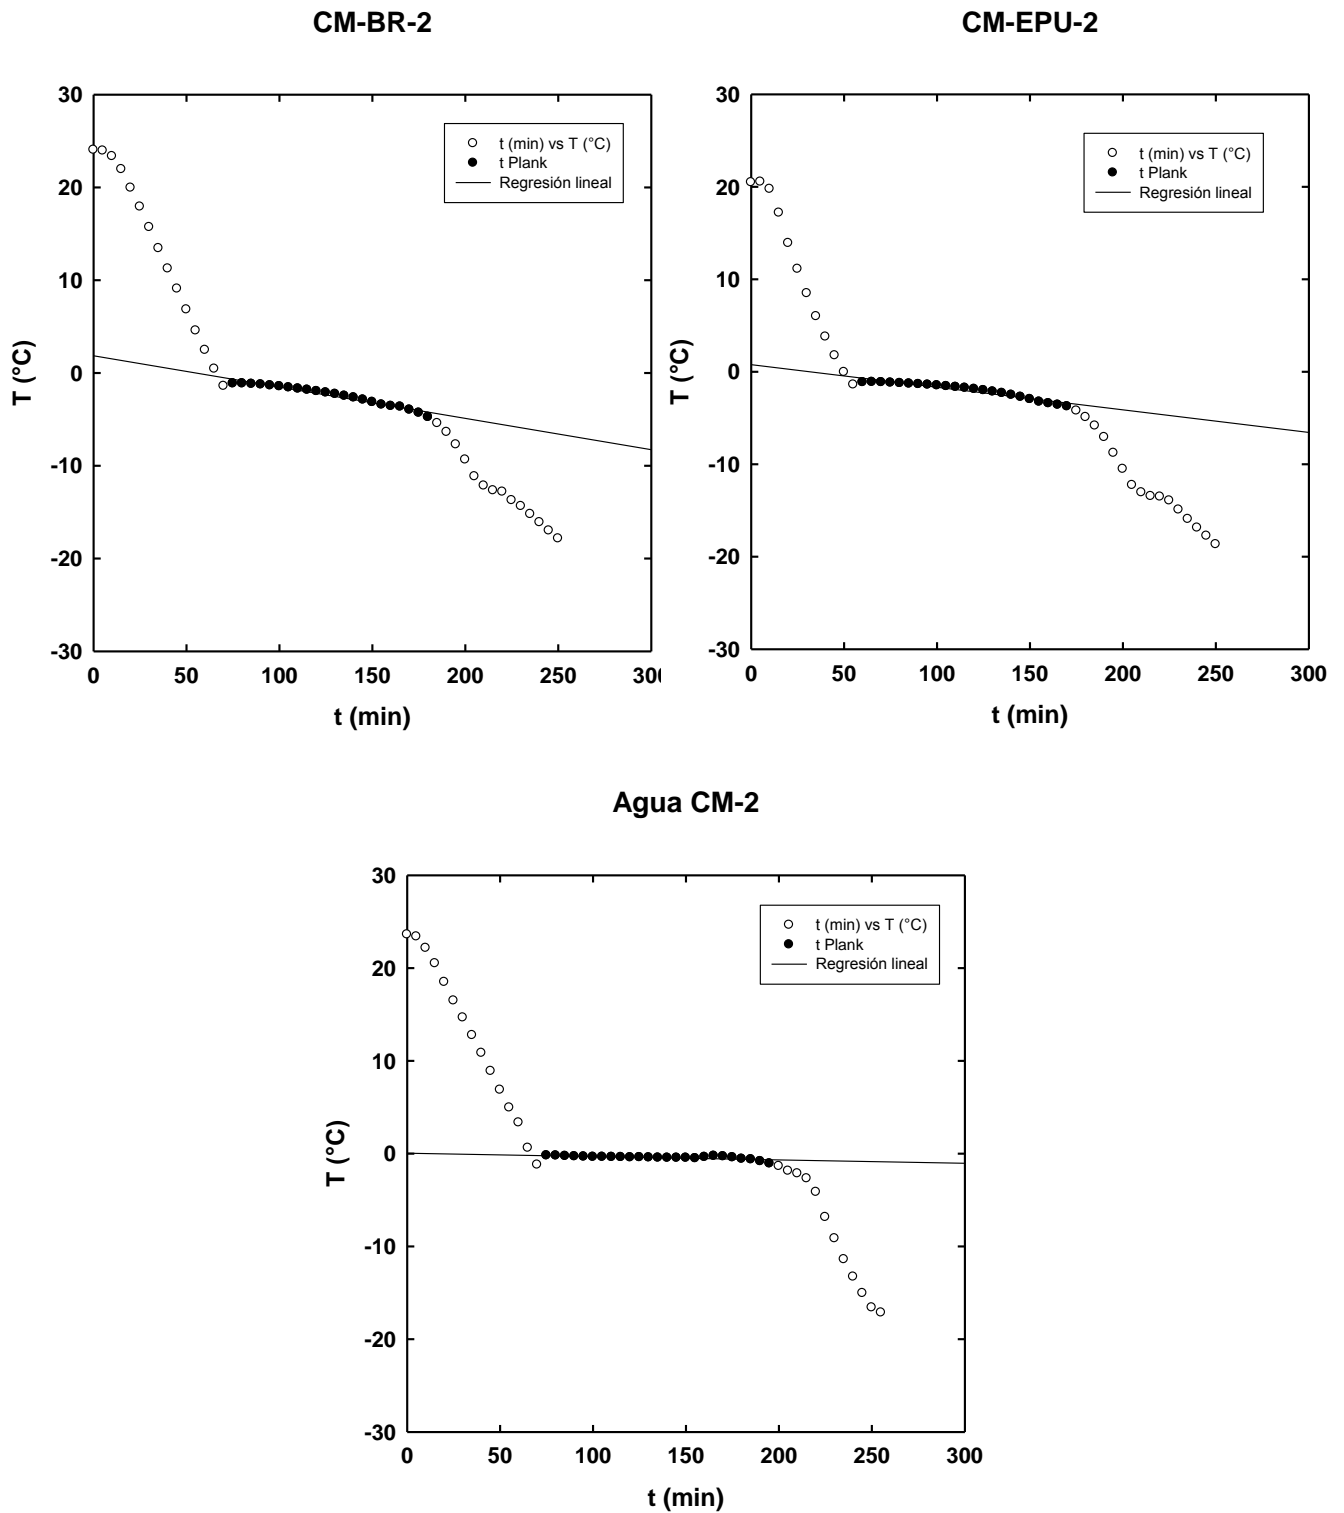 CM-BR-2
CM-EPU-2
30
20
10
0
-10
-20
-30
T (°C)
t (min) vs T (°C)
t Plank
Regresión lineal
0 50 100 150 200 250 30
t (min)
30
20
10
0
-10
-20
-30
T (°C)
t (min) vs T (°C)
t Plank
Regresión lineal
0 50 100 150 200 250 300
t (min)
Agua CM-2
30
20
10
0
-10
-20
-30
T (°C)
t (min) vs T (°C)
t Plank
Regresión lineal
0 50 100 150 200 250 300
t (min)